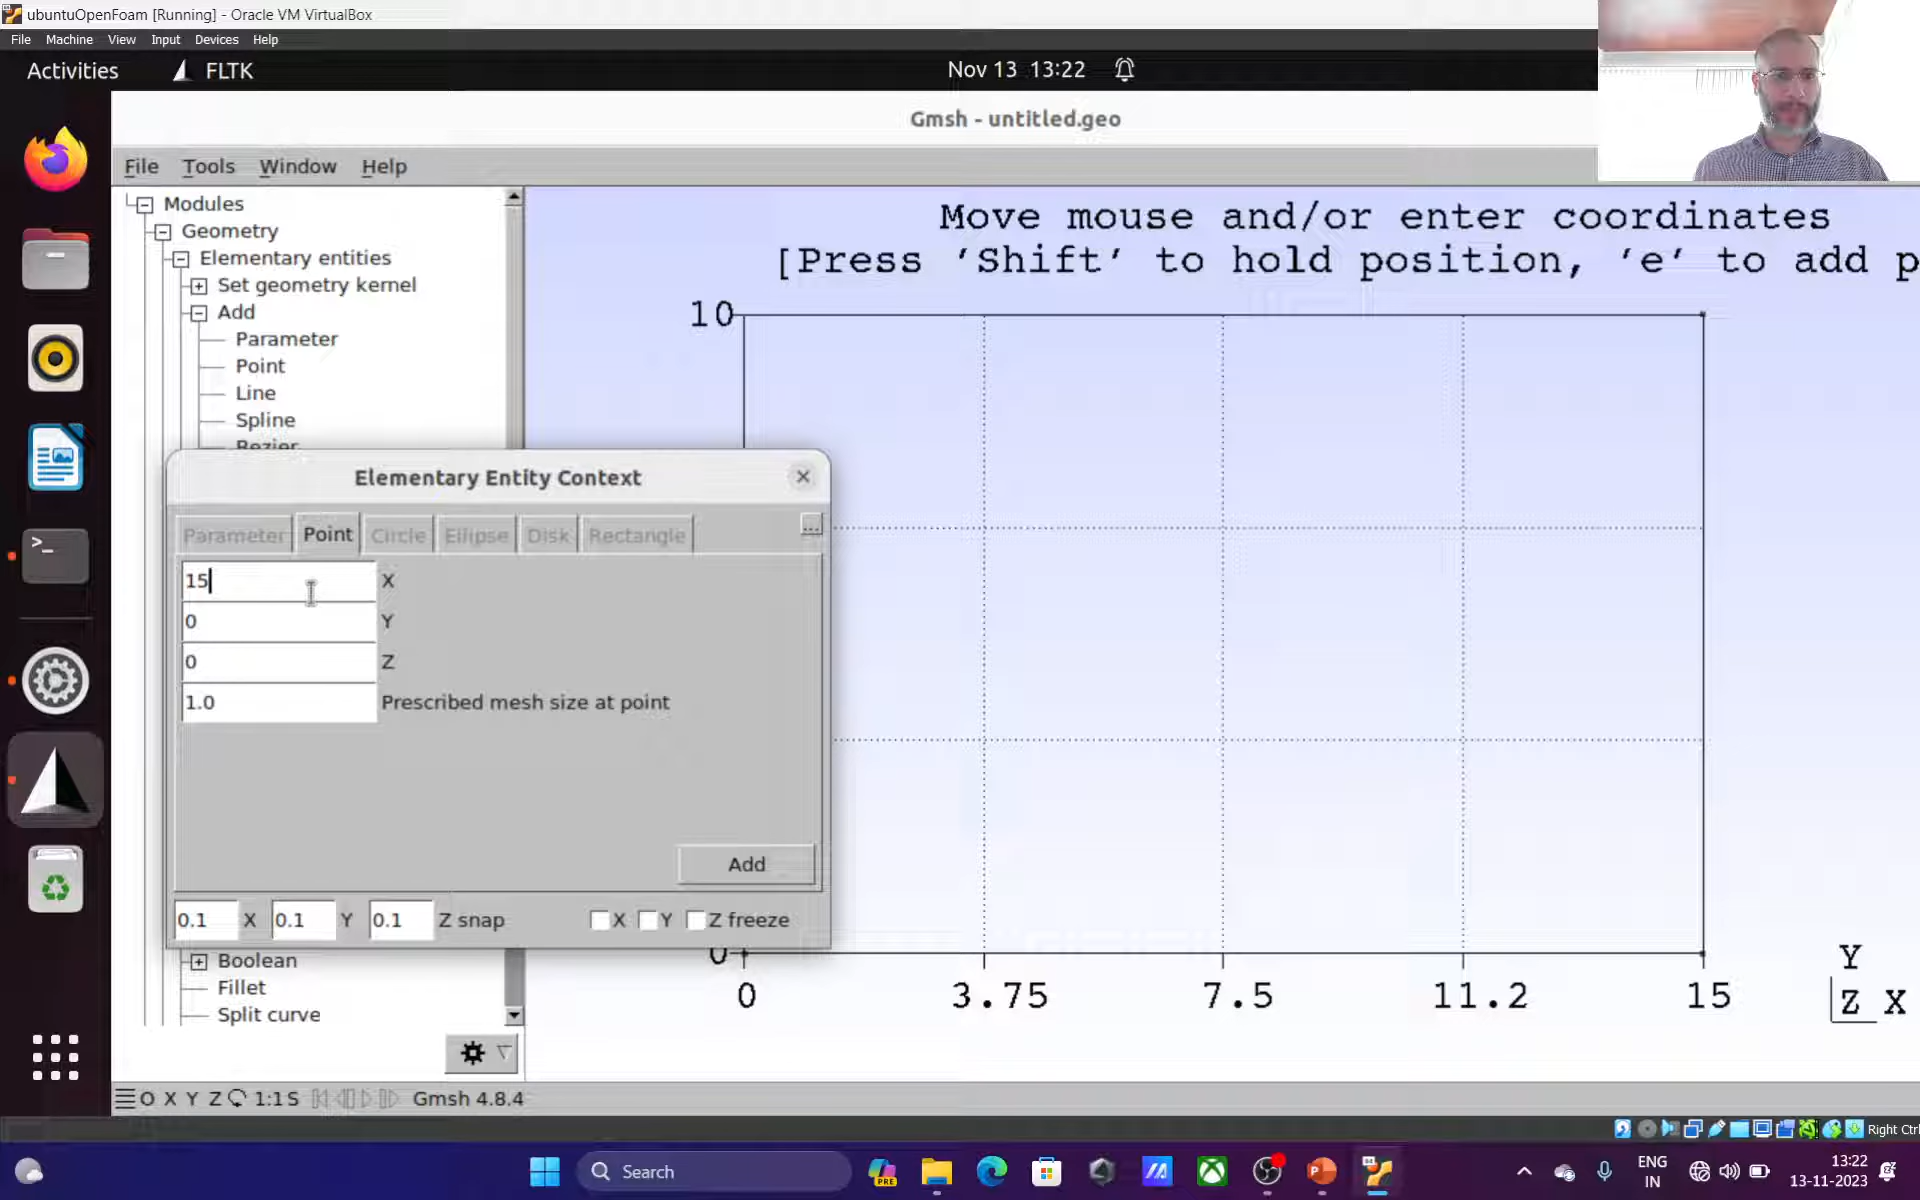 ubuntuOpenFoam [Running] - Oracle VM VirtualBox
File Machine View Input Devices Help
Activities FLTK Nov 13 13:22
Gmsh - untitled.geo
File Tools Window Help
Modules
Geometry
Elementary entities
Set geometry kernel
Add
Parameter
Point
Line
Spline
Bezier
Move mouse and/or enter coordinates
[Press 'Shift' to hold position, 'e' to add p
10
Elementary Entity Context
Parameter Point Circle Ellipse Disk Rectangle ...
15 X
0 Y
0 Z
1.0 Prescribed mesh size at point
Add
0.1 X 0.1 Y 0.1 Z snap X Y Z freeze
0
0 3.75 7.5 11.2 15
Y
Z X
Boolean
Fillet
Split curve
O X Y Z 1:1 S Gmsh 4.8.4
Right Ctrl
Search
PRE
ENG
IN
13:22
13-11-2023